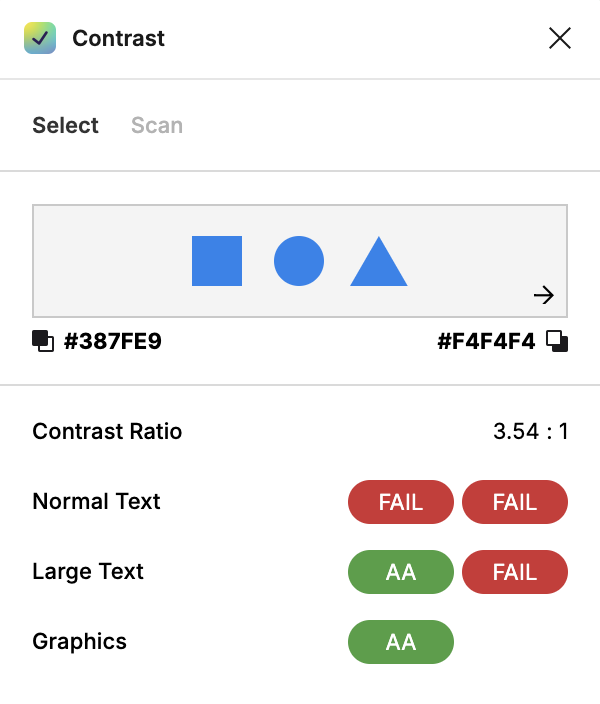 Contrast
Select Scan
#387FE9 #F4F4F4
Contrast Ratio 3.54 : 1
Normal Text FAIL FAIL
Large Text AA FAIL
Graphics AA